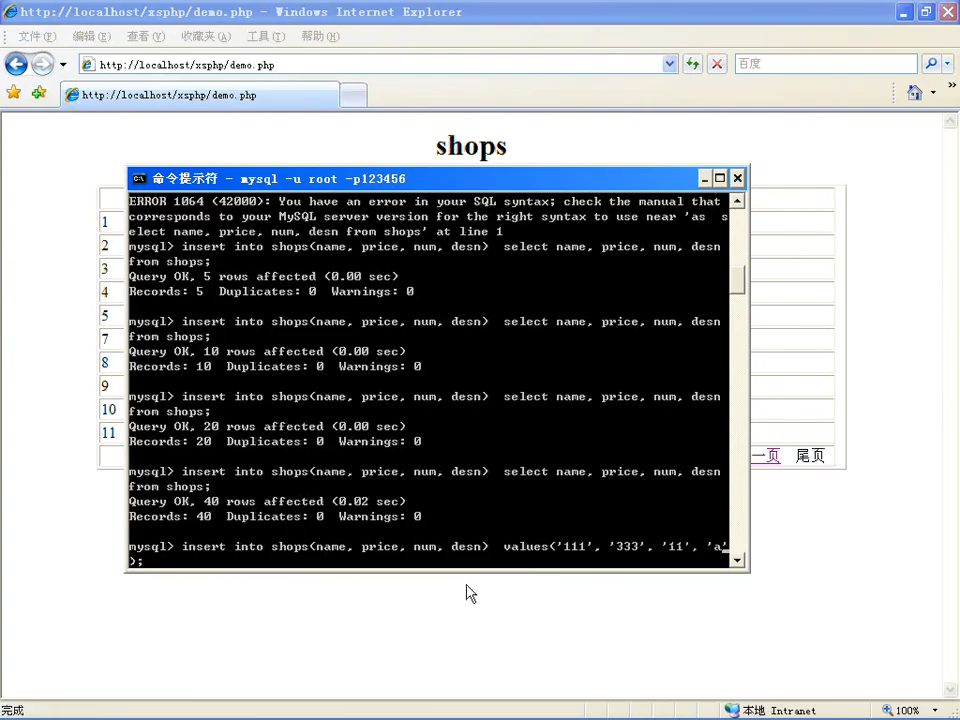 http://localhost/xsphp/demo.php - Windows Internet Explorer
文件(F) 编辑(E) 查看(V) 收藏夹(A) 工具(T) 帮助(H)
http://localhost/xsphp/demo.php 百度
http://localhost/xsphp/demo.php
shops
命令提示符 - mysql -u root -p123456
ERROR 1064 (42000): You have an error in your SQL syntax; check the manual that
corresponds to your MySQL server version for the right syntax to use near 'as  s
elect name, price, num, desn from shops' at line 1
mysql> insert into shops(name, price, num, desn)  select name, price, num, desn
from shops;
Query OK, 5 rows affected (0.00 sec)
Records: 5  Duplicates: 0  Warnings: 0
mysql> insert into shops(name, price, num, desn)  select name, price, num, desn
from shops;
Query OK, 10 rows affected (0.00 sec)
Records: 10  Duplicates: 0  Warnings: 0
mysql> insert into shops(name, price, num, desn)  select name, price, num, desn
from shops;
Query OK, 20 rows affected (0.00 sec)
Records: 20  Duplicates: 0  Warnings: 0
mysql> insert into shops(name, price, num, desn)  select name, price, num, desn
from shops;
Query OK, 40 rows affected (0.02 sec)
Records: 40  Duplicates: 0  Warnings: 0
mysql> insert into shops(name, price, num, desn)  values('111', '333', '11', 'a'
);
1
2
3
4
5
7
8
9
10
11
一页 尾页
完成 本地 Intranet 100%